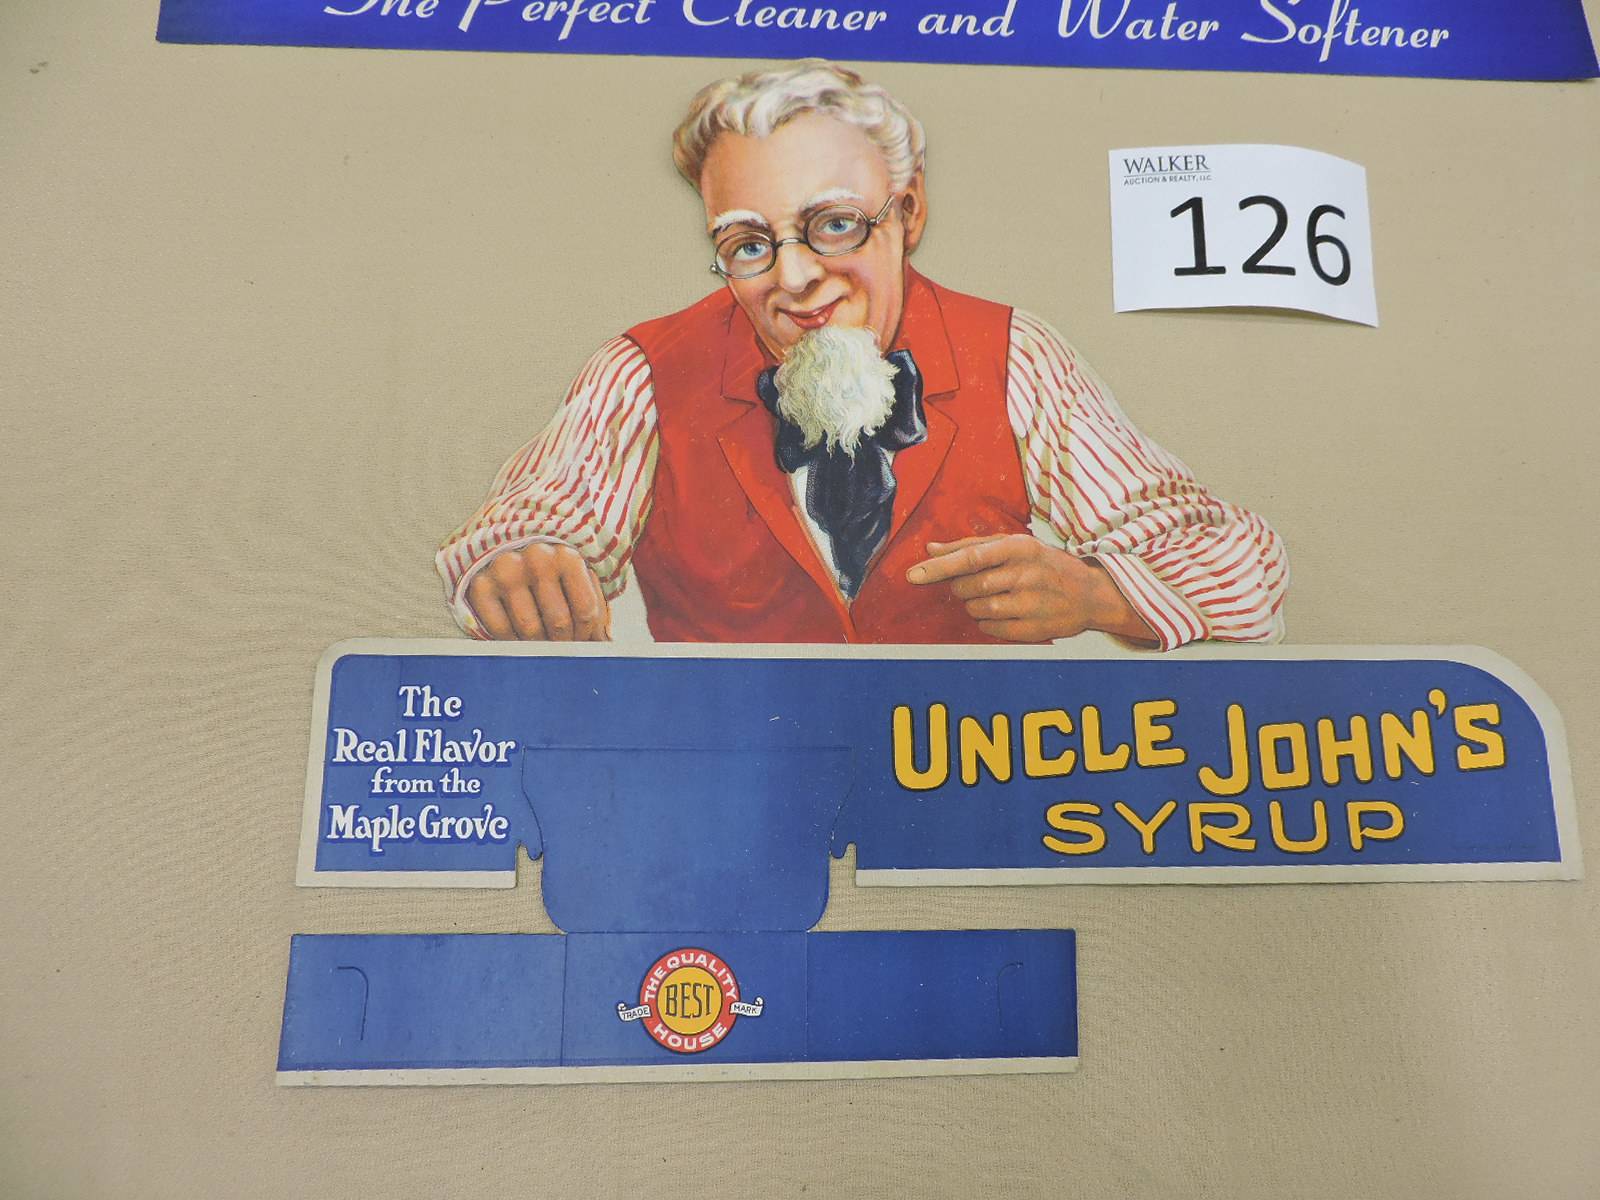 The Perfect Cleaner and Water Softener
WALKER
AUCTION & REALTY, LLC
126
The
Real Flavor
from the
Maple Grove
UNCLE JOHN'S
SYRUP
THE QUALITY
BEST
TRADE MARK
HOUSE